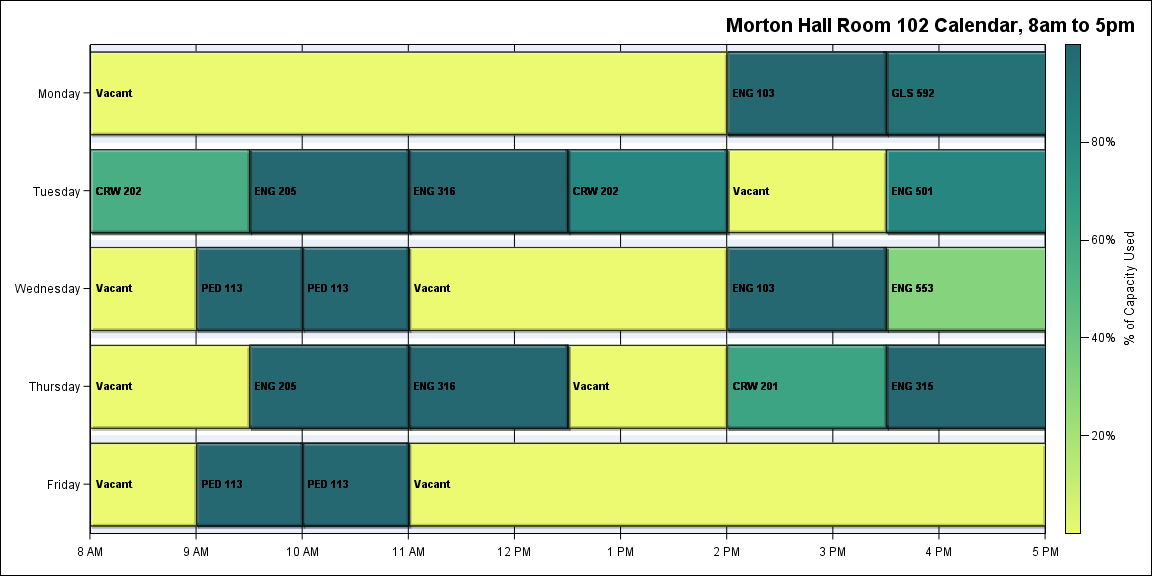 Morton Hall Room 102 Calendar, 8am to 5pm
Monday
Vacant
ENG 103
GLS 592
Tuesday
CRW 202
ENG 205
ENG 316
CRW 202
Vacant
ENG 501
Wednesday
Vacant
PED 113
PED 113
Vacant
ENG 103
ENG 553
Thursday
Vacant
ENG 205
ENG 316
Vacant
CRW 201
ENG 315
Friday
Vacant
PED 113
PED 113
Vacant
8 AM
9 AM
10 AM
11 AM
12 PM
1 PM
2 PM
3 PM
4 PM
5 PM
80%
60%
40%
20%
% of Capacity Used